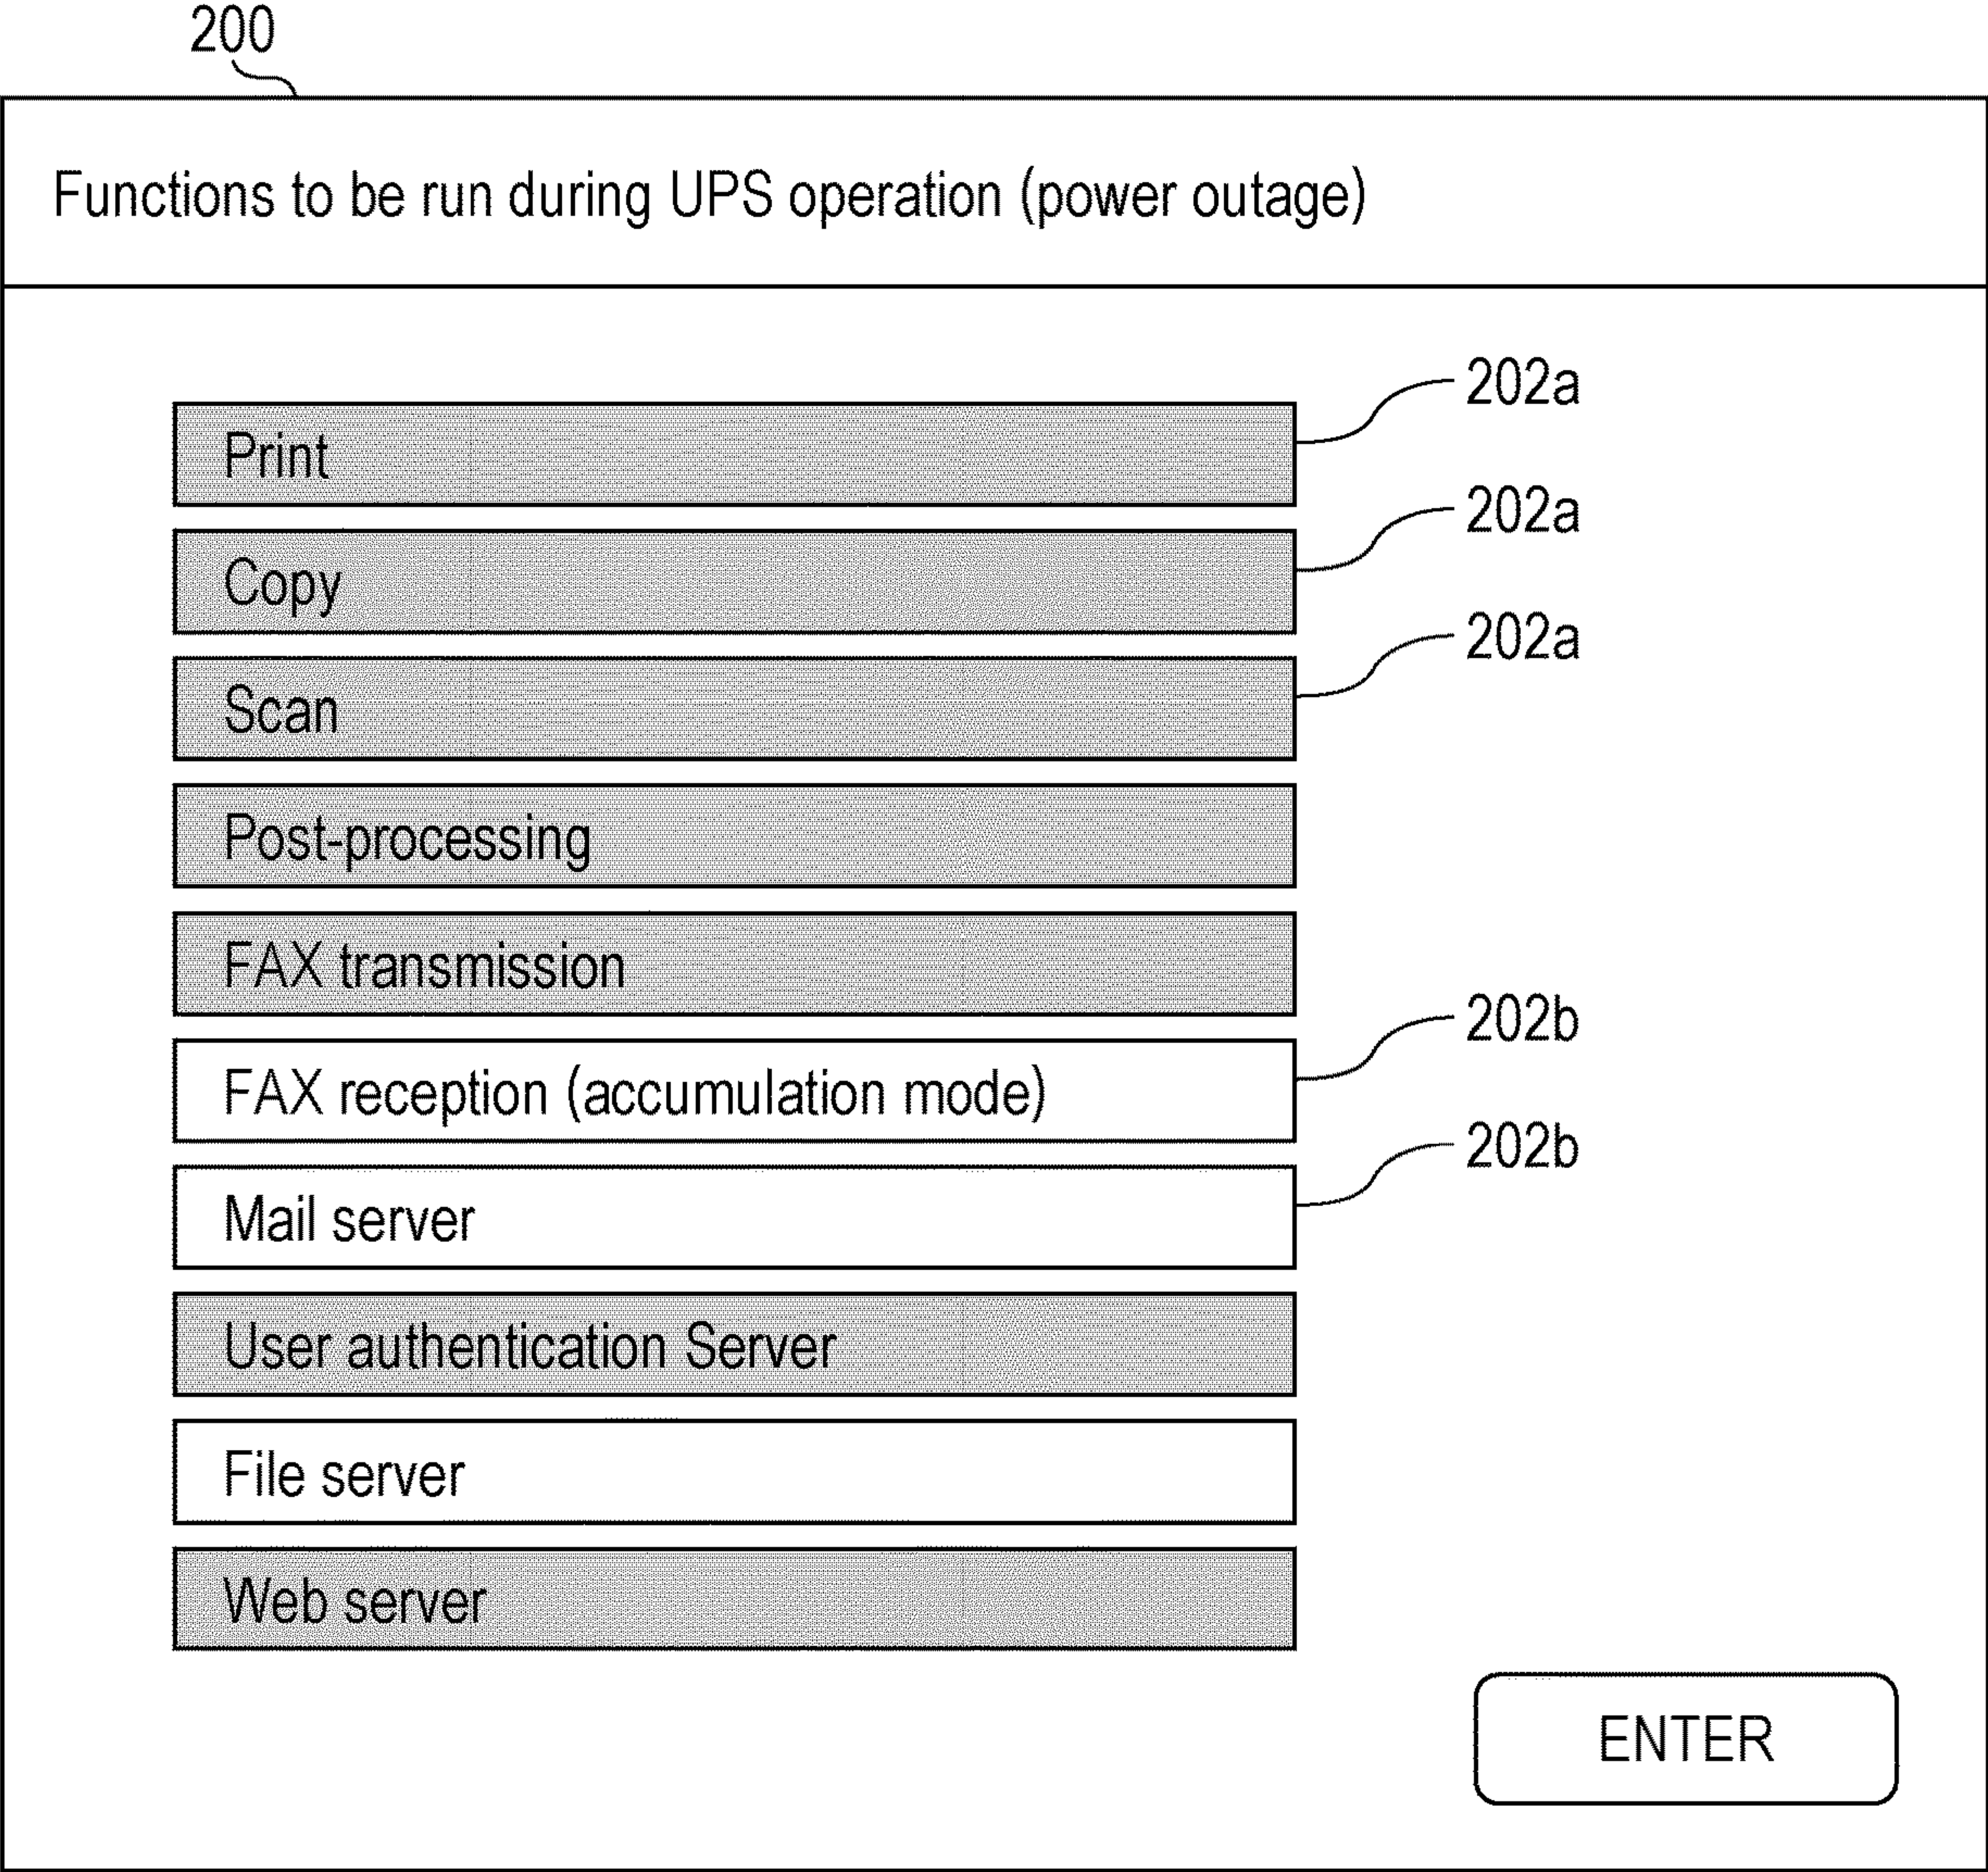 200
Functions to be run during UPS operation (power outage)
Print
202a
Copy
202a
Scan
202a
Post-processing
FAX transmission
FAX reception (accumulation mode)
202b
Mail server
202b
User authentication Server
File server
Web server
ENTER